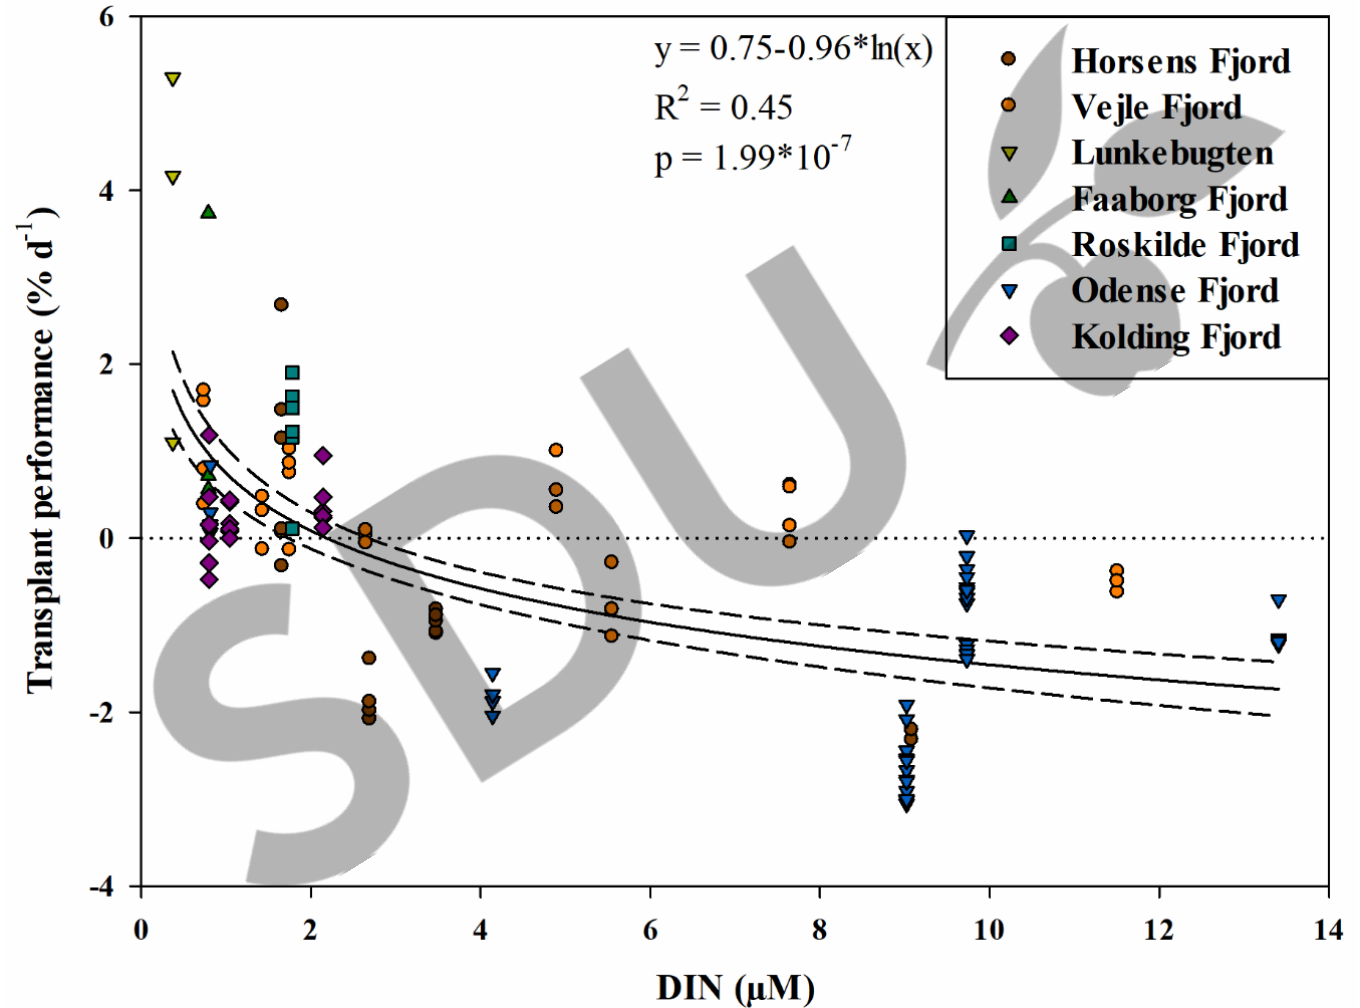 6
4
2
0
-2
-4
Transplant performance (% d⁻¹)
y = 0.75-0.96*ln(x)
R² = 0.45
p = 1.99*10⁻⁷
Horsens Fjord
Vejle Fjord
Lunkebugten
Faaborg Fjord
Roskilde Fjord
Odense Fjord
Kolding Fjord
SDU
0 2 4 6 8 10 12 14
DIN (µM)